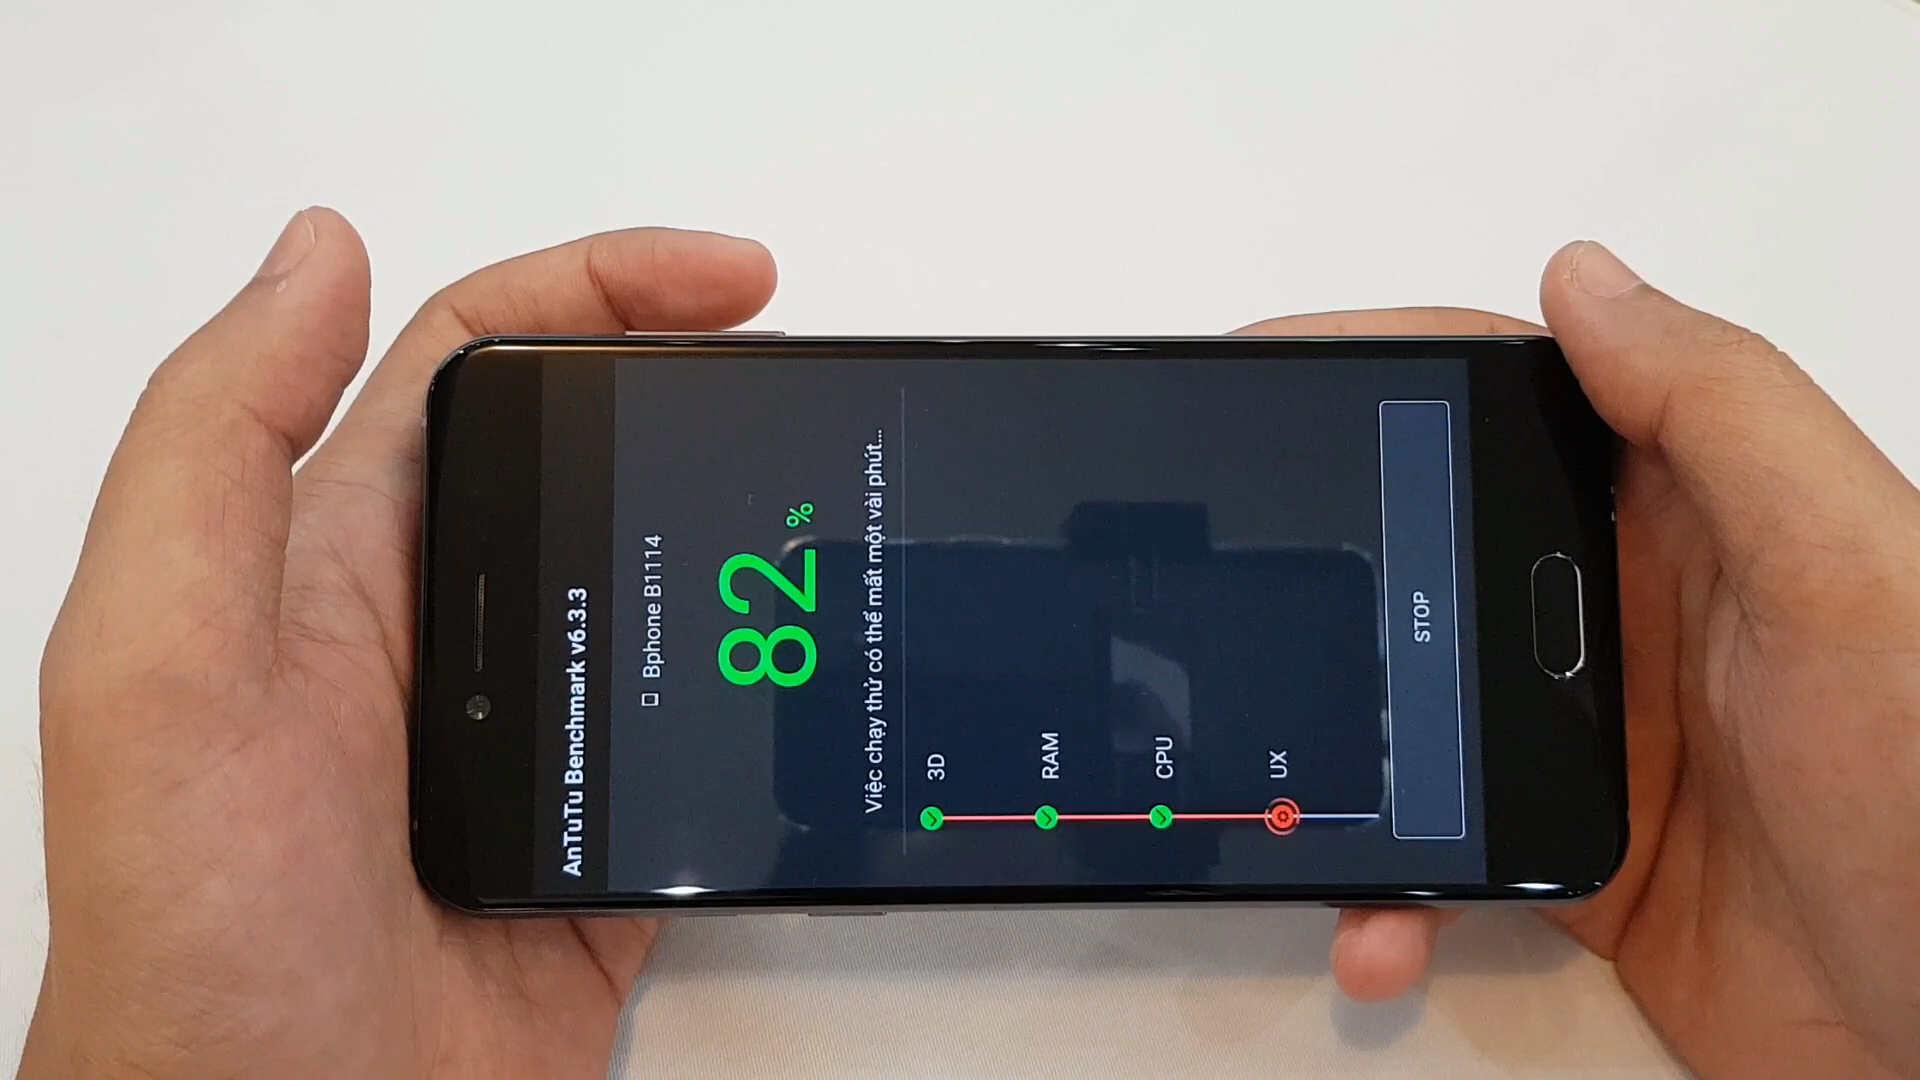 AnTuTu Benchmark v6.3.3
Bphone B1114
82%
Việc chạy thử có thể mất một vài phút...
3D
RAM
CPU
UX
STOP